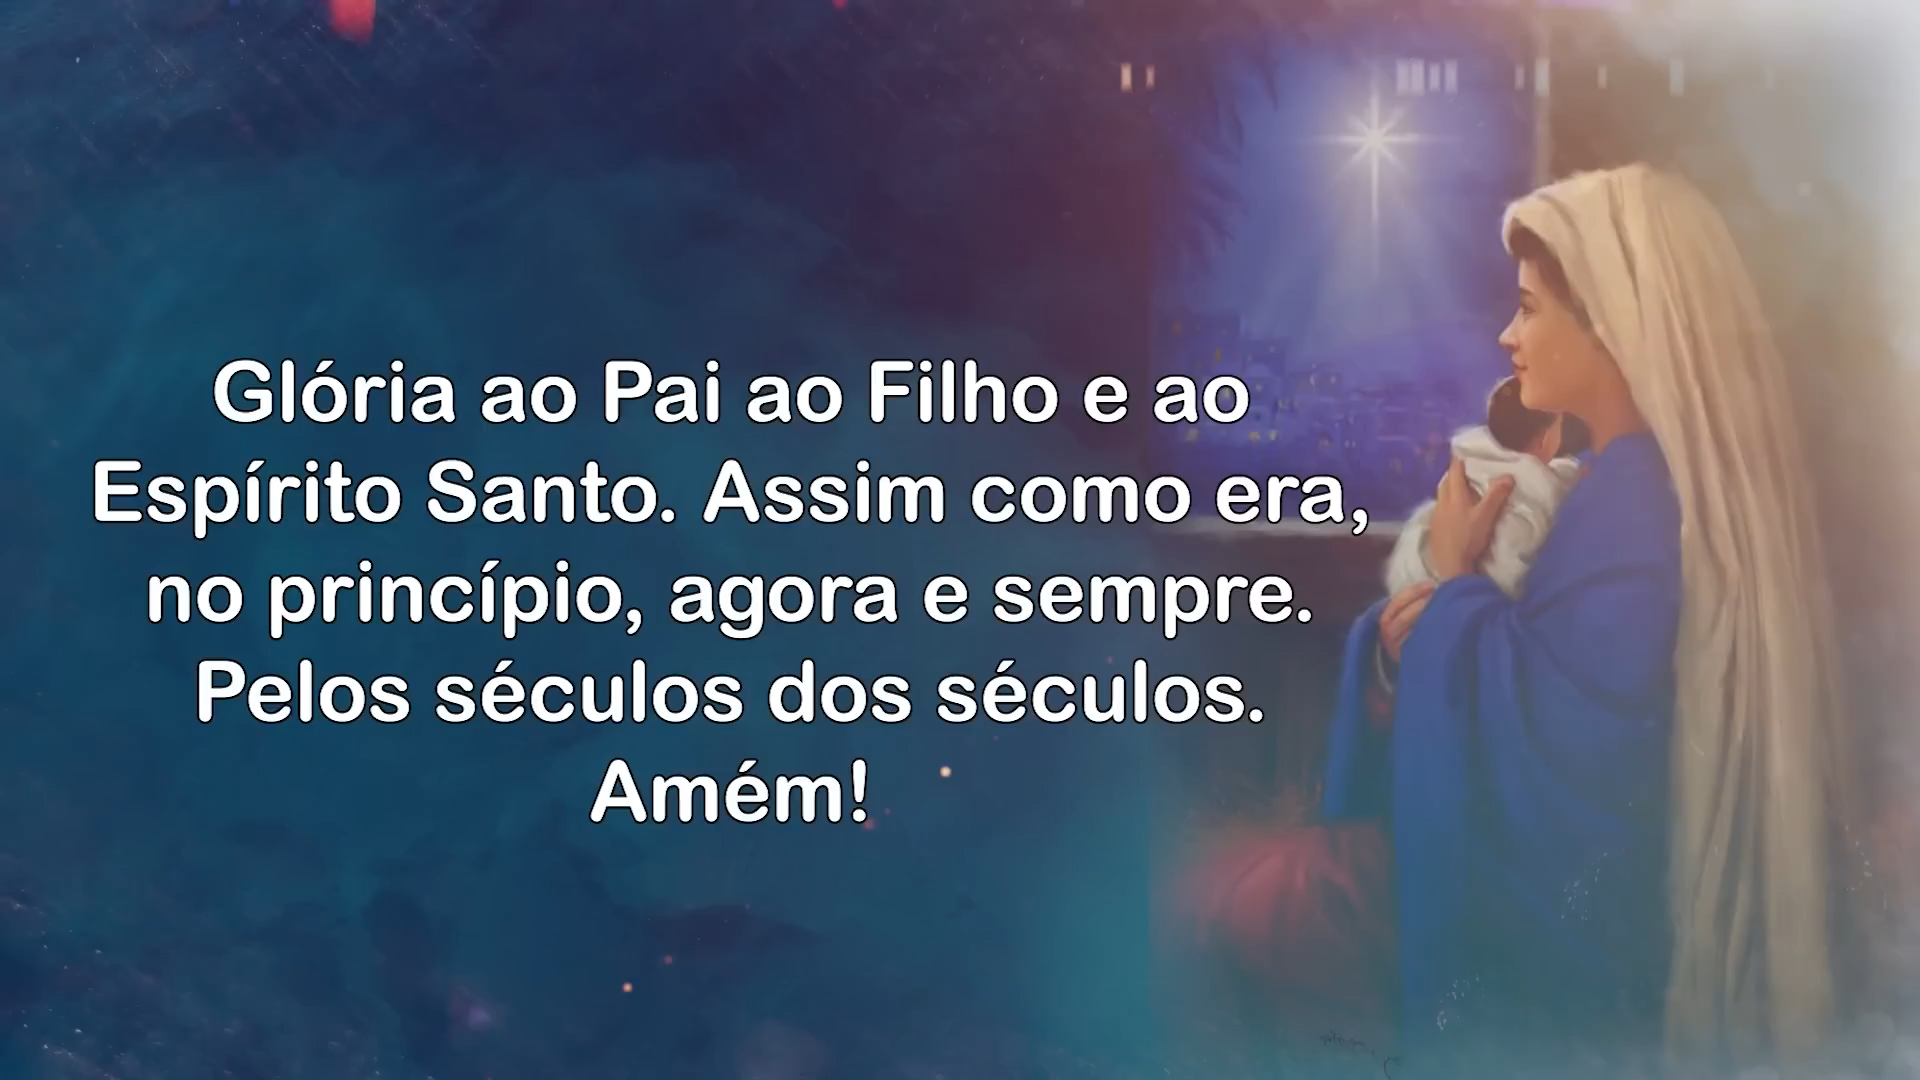 Glória ao Pai ao Filho e ao
Espírito Santo. Assim como era,
no princípio, agora e sempre.
Pelos séculos dos séculos.
Amém!